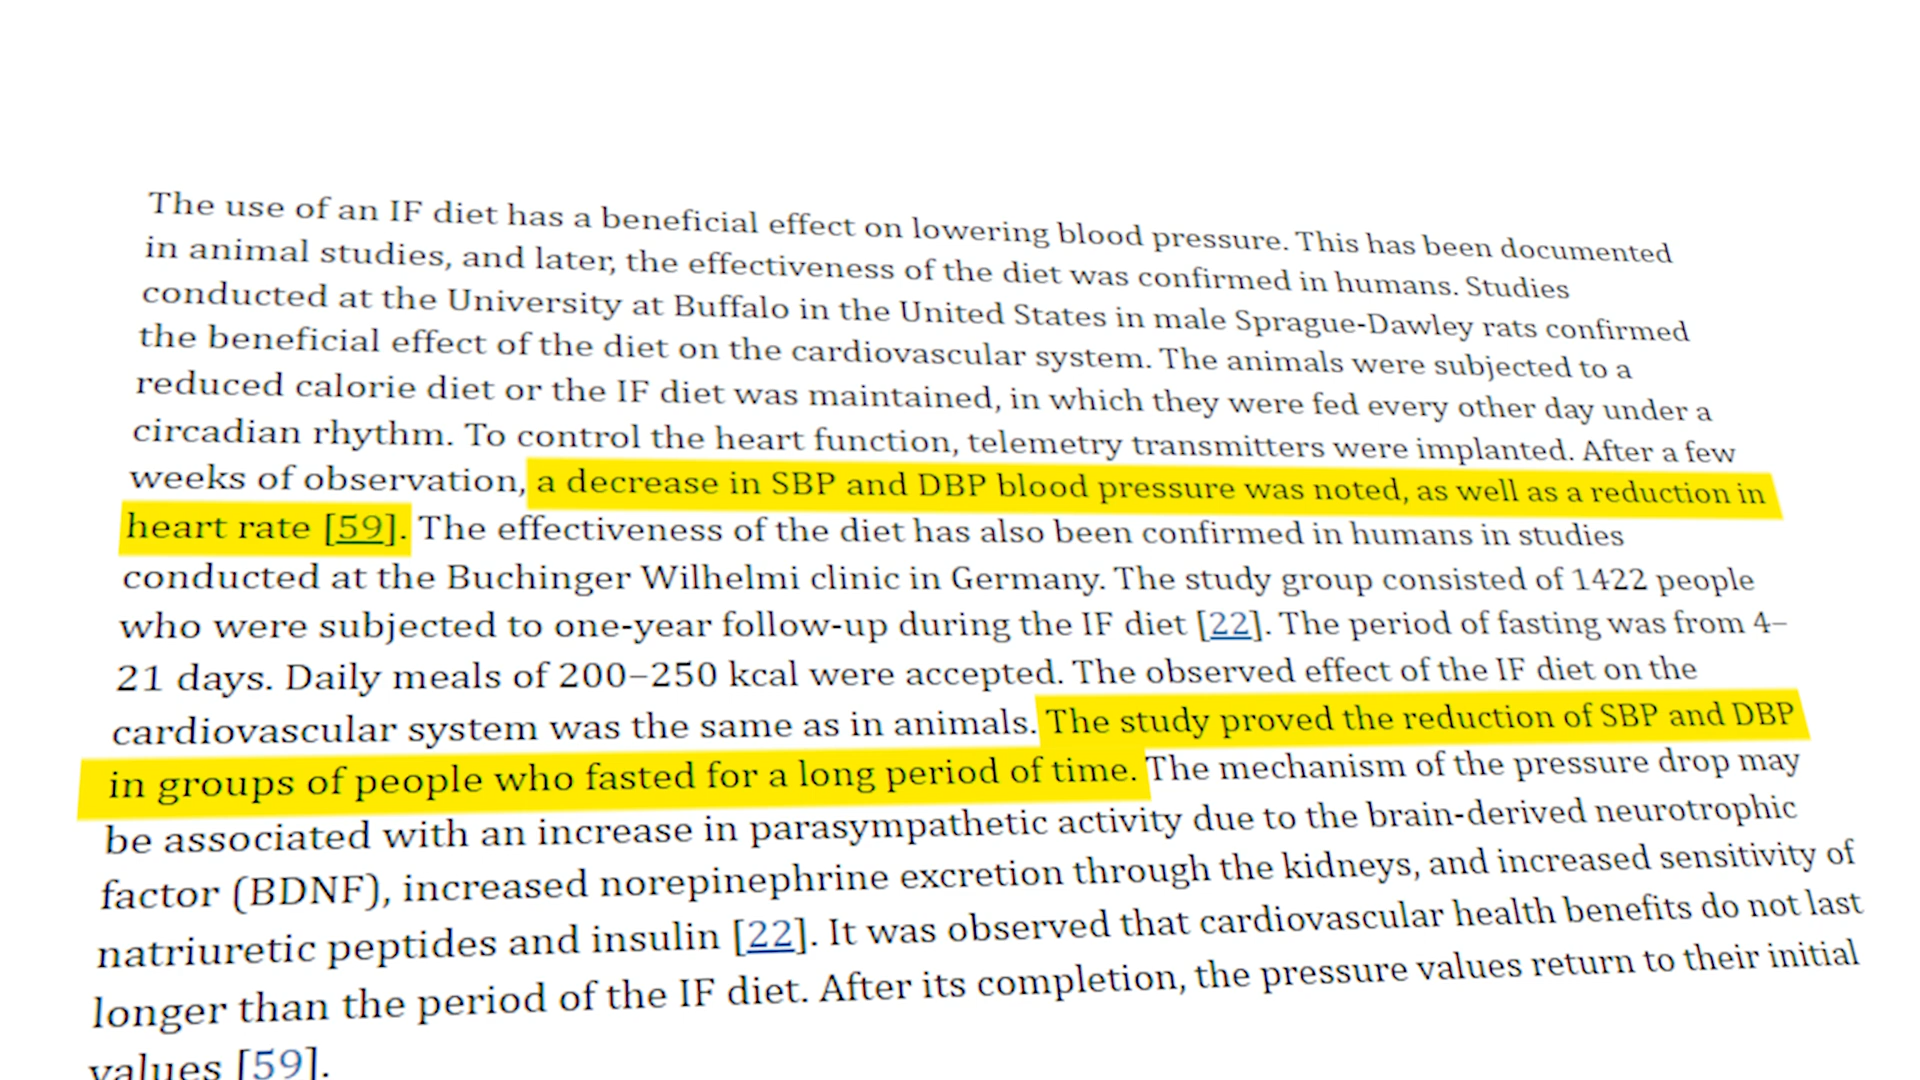 The use of an IF diet has a beneficial effect on lowering blood pressure. This has been documented
in animal studies, and later, the effectiveness of the diet was confirmed in humans. Studies
conducted at the University at Buffalo in the United States in male Sprague-Dawley rats confirmed
the beneficial effect of the diet on the cardiovascular system. The animals were subjected to a
reduced calorie diet or the IF diet was maintained, in which they were fed every other day under a
circadian rhythm. To control the heart function, telemetry transmitters were implanted. After a few
weeks of observation, a decrease in SBP and DBP blood pressure was noted, as well as a reduction in
heart rate [59]. The effectiveness of the diet has also been confirmed in humans in studies
conducted at the Buchinger Wilhelmi clinic in Germany. The study group consisted of 1422 people
who were subjected to one-year follow-up during the IF diet [22]. The period of fasting was from 4–
21 days. Daily meals of 200–250 kcal were accepted. The observed effect of the IF diet on the
cardiovascular system was the same as in animals. The study proved the reduction of SBP and DBP
in groups of people who fasted for a long period of time. The mechanism of the pressure drop may
be associated with an increase in parasympathetic activity due to the brain-derived neurotrophic
factor (BDNF), increased norepinephrine excretion through the kidneys, and increased sensitivity of
natriuretic peptides and insulin [22]. It was observed that cardiovascular health benefits do not last
longer than the period of the IF diet. After its completion, the pressure values return to their initial
values [59].